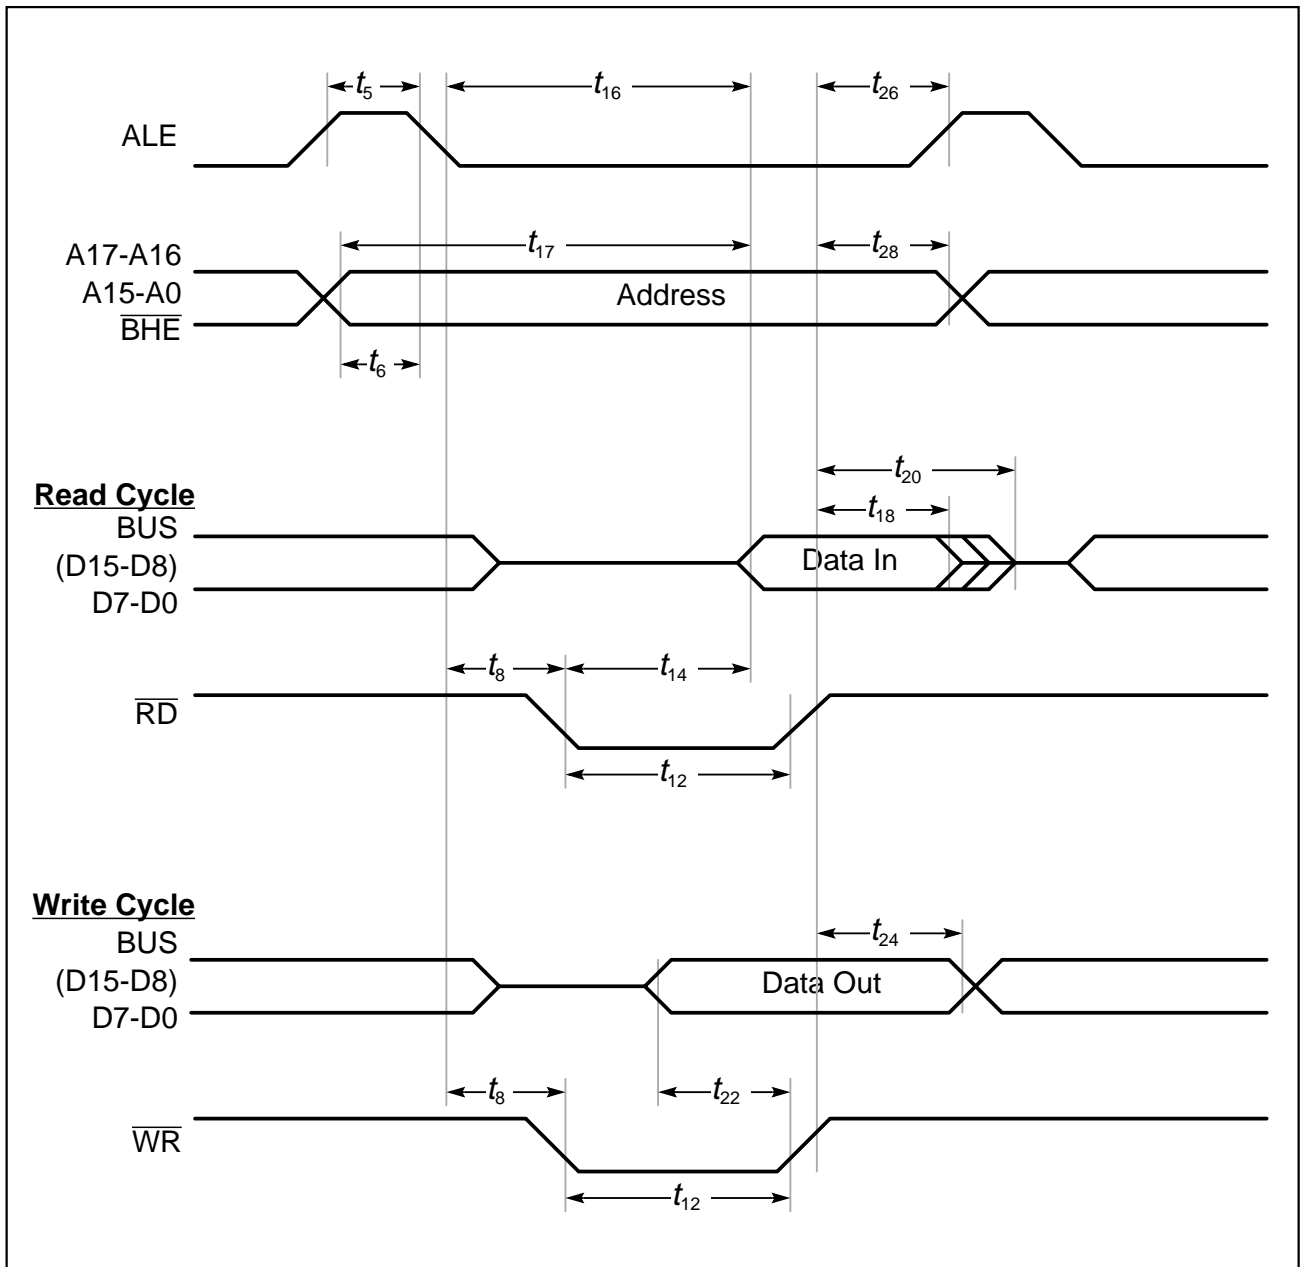 t5 t16 t26
ALE
t17 t28
A17-A16
A15-A0 Address
BHE
t6
t20
Read Cycle
t18
BUS
(D15-D8) Data In
D7-D0
t8 t14
RD
t12
Write Cycle
t24
BUS
(D15-D8) Data Out
D7-D0
t8 t22
WR
t12